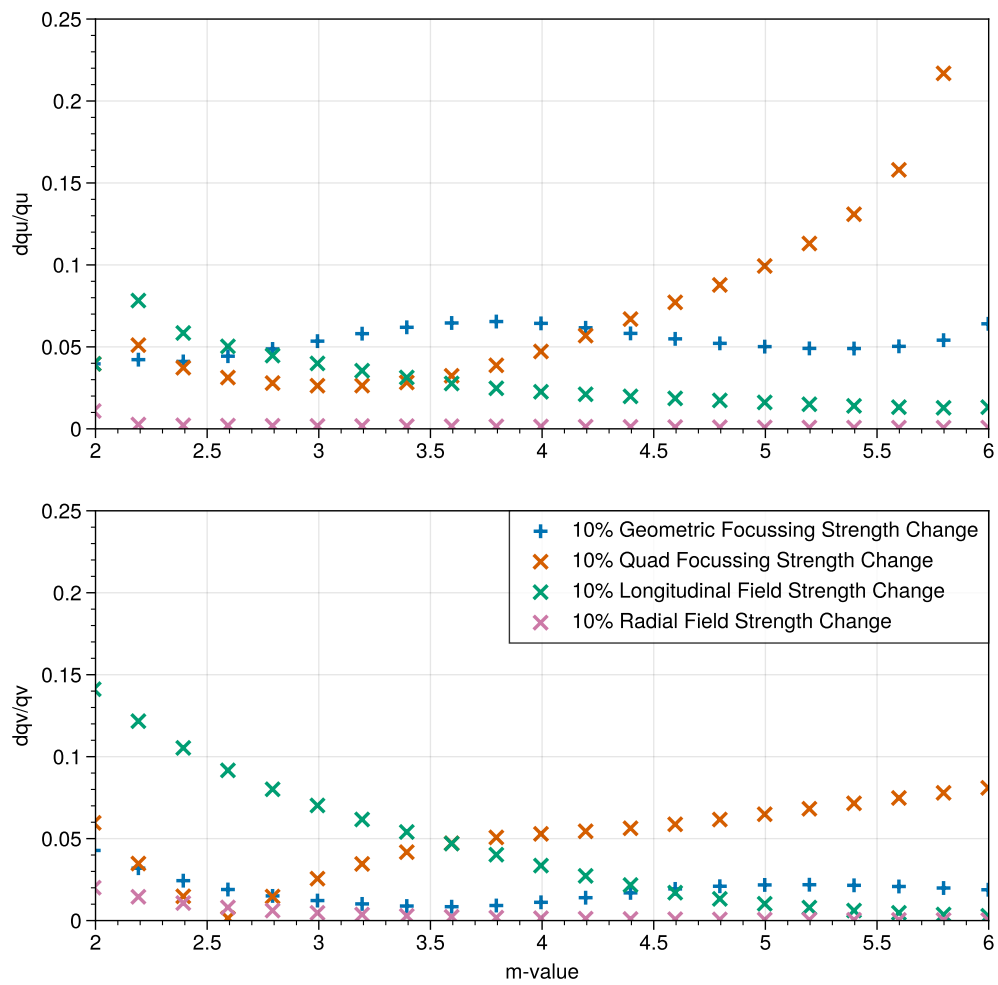 0.25
0.2
0.15
0.1
0.05
0
dqu/qu
2 2.5 3 3.5 4 4.5 5 5.5 6
0.25
0.2
0.15
0.1
0.05
0
dqv/qv
10% Geometric Focussing Strength Change
10% Quad Focussing Strength Change
10% Longitudinal Field Strength Change
10% Radial Field Strength Change
2 2.5 3 3.5 4 4.5 5 5.5 6
m-value